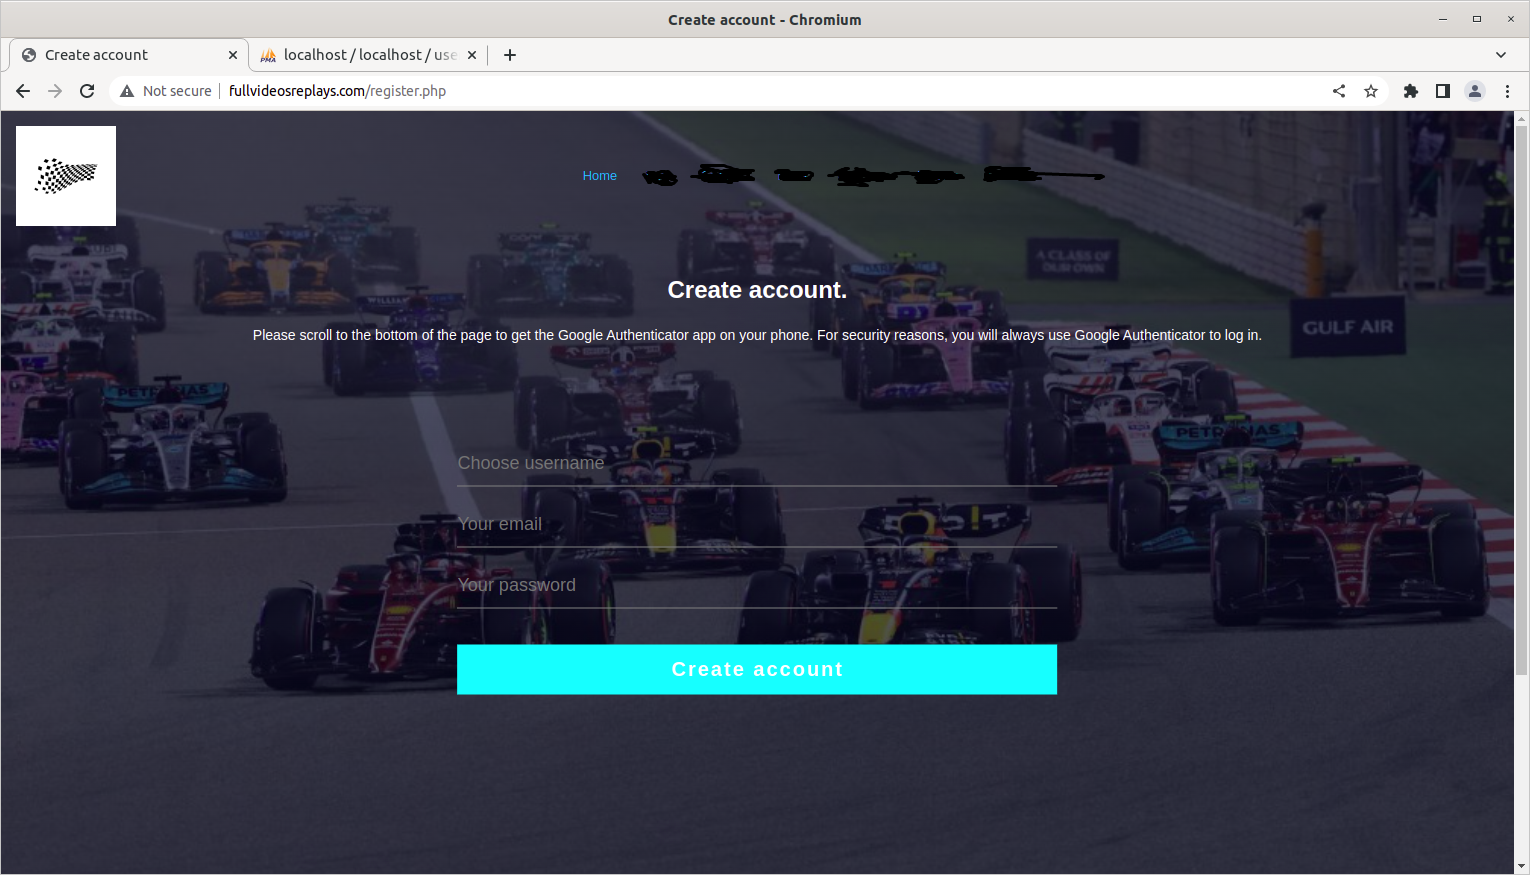 Create account - Chromium
Create account
localhost / localhost / use
Not secure
fullvideosreplays.com/register.php
Home
A CLASS OF
OUR OWN
WILLIAMS
GULF AIR
PETRONAS
PETRONAS
Create account.
Please scroll to the bottom of the page to get the Google Authenticator app on your phone. For security reasons, you will always use Google Authenticator to log in.
Choose username
Your email
Your password
Create account